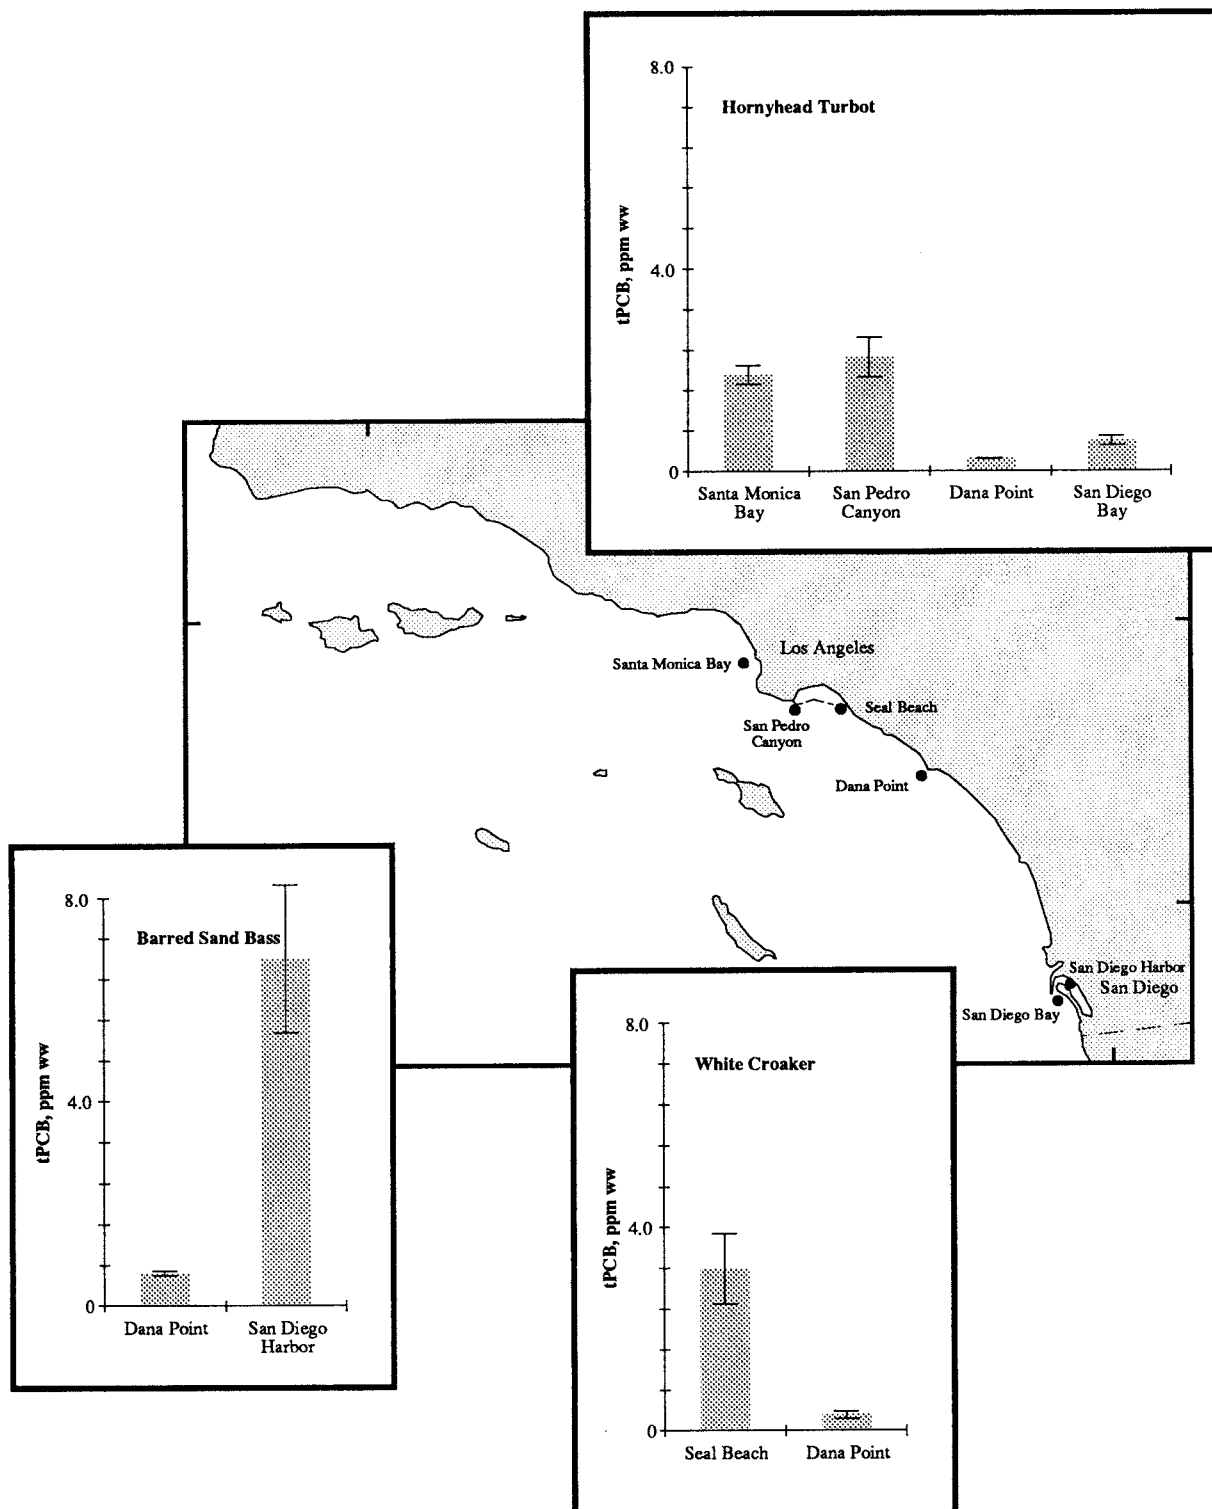 8.0
Hornyhead Turbot
tPCB, ppm ww
4.0
0
Santa Monica
Bay
San Pedro
Canyon
Dana Point
San Diego
Bay
Los Angeles
Santa Monica Bay
Seal Beach
San Pedro
Canyon
Dana Point
San Diego Harbor
San Diego
San Diego Bay
8.0
Barred Sand Bass
tPCB, ppm ww
4.0
0
Dana Point
San Diego
Harbor
8.0
White Croaker
tPCB, ppm ww
4.0
0
Seal Beach
Dana Point